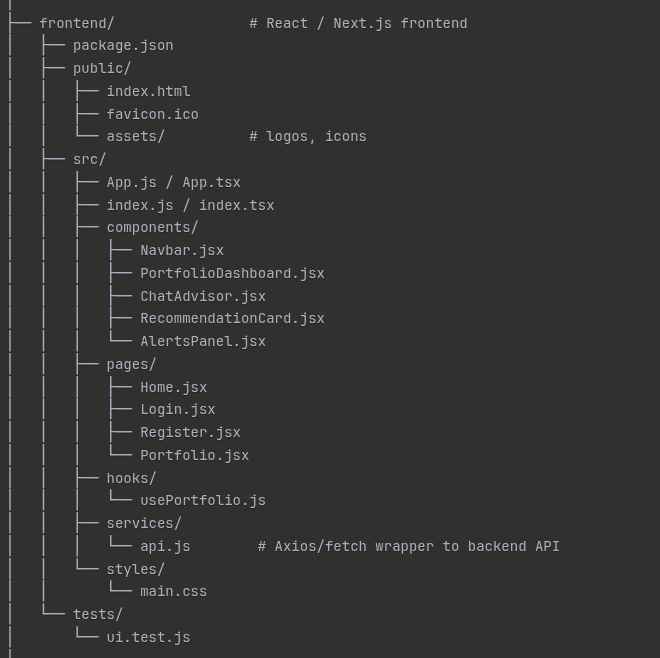 │
├── frontend/                # React / Next.js frontend
│   ├── package.json
│   ├── public/
│   │   ├── index.html
│   │   ├── favicon.ico
│   │   └── assets/          # logos, icons
│   ├── src/
│   │   ├── App.js / App.tsx
│   │   ├── index.js / index.tsx
│   │   ├── components/
│   │   │   ├── Navbar.jsx
│   │   │   ├── PortfolioDashboard.jsx
│   │   │   ├── ChatAdvisor.jsx
│   │   │   ├── RecommendationCard.jsx
│   │   │   └── AlertsPanel.jsx
│   │   ├── pages/
│   │   │   ├── Home.jsx
│   │   │   ├── Login.jsx
│   │   │   ├── Register.jsx
│   │   │   └── Portfolio.jsx
│   │   ├── hooks/
│   │   │   └── usePortfolio.js
│   │   ├── services/
│   │   │   └── api.js        # Axios/fetch wrapper to backend API
│   │   └── styles/
│   │       └── main.css
│   └── tests/
│       └── ui.test.js
│